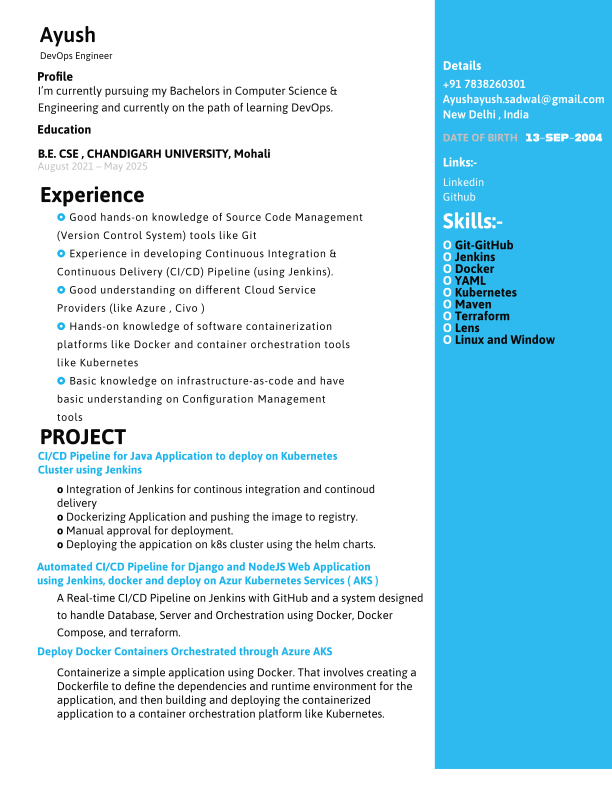 Ayush
DevOps Engineer
Profile
I’m currently pursuing my Bachelors in Computer Science &
Engineering and currently on the path of learning DevOps.
Education
B.E. CSE , CHANDIGARH UNIVERSITY, Mohali
August 2021 – May 2025
Experience
Good hands-on knowledge of Source Code Management
(Version Control System) tools like Git
Experience in developing Continuous Integration &
Continuous Delivery (CI/CD) Pipeline (using Jenkins).
Good understanding on different Cloud Service
Providers (like Azure , Civo )
Hands-on knowledge of software containerization
platforms like Docker and container orchestration tools
like Kubernetes
Basic knowledge on infrastructure-as-code and have
basic understanding on Configuration Management
tools
PROJECT
CI/CD Pipeline for Java Application to deploy on Kubernetes
Cluster using Jenkins
o Integration of Jenkins for continous integration and continoud
delivery
o Dockerizing Application and pushing the image to registry.
o Manual approval for deployment.
o Deploying the appication on k8s cluster using the helm charts.
Automated CI/CD Pipeline for Django and NodeJS Web Application
using Jenkins, docker and deploy on Azur Kubernetes Services ( AKS )
A Real-time CI/CD Pipeline on Jenkins with GitHub and a system designed
to handle Database, Server and Orchestration using Docker, Docker
Compose, and terraform.
Deploy Docker Containers Orchestrated through Azure AKS
Containerize a simple application using Docker. That involves creating a
Dockerfile to define the dependencies and runtime environment for the
application, and then building and deploying the containerized
application to a container orchestration platform like Kubernetes.
Details
+91 7838260301
Ayushayush.sadwal@gmail.com
New Delhi , India
DATE OF BIRTH 13-SEP-2004
Links:-
Linkedin
Github
Skills:-
O Git-GitHub
O Jenkins
O Docker
O YAML
O Kubernetes
O Maven
O Terraform
O Lens
O Linux and Window